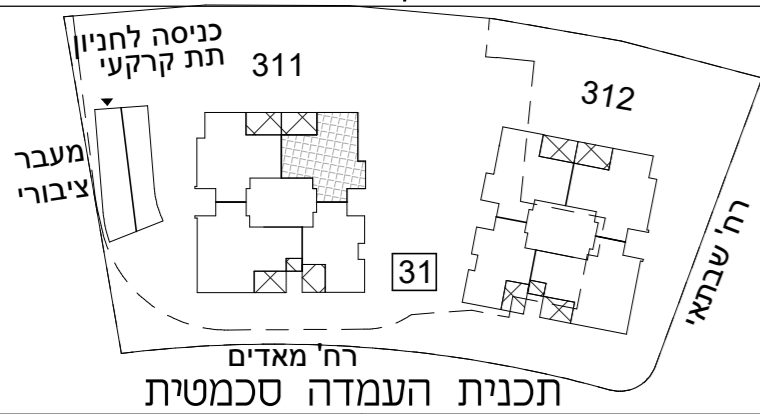 כניסה לחניון
תת קרקעי
311
312
מעבר
ציבורי
רח' שבתאי
31
רח' מאדים
תכנית העמדה סכמטית